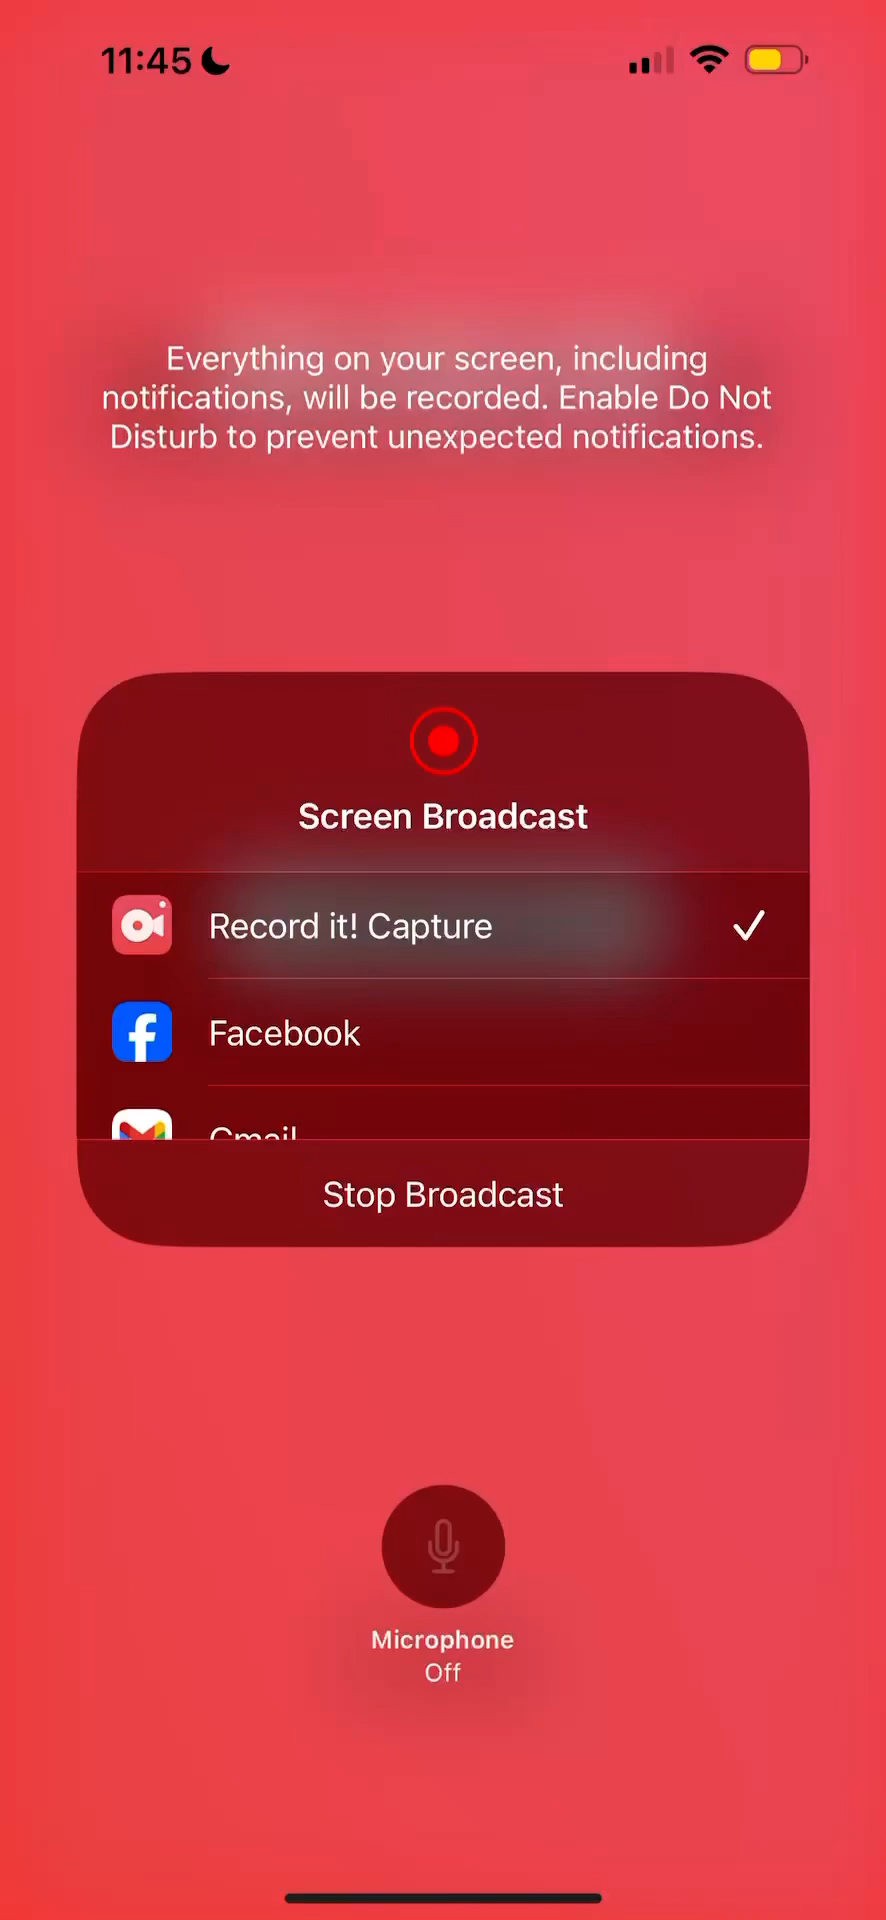 11:45
Everything on your screen, including
notifications, will be recorded. Enable Do Not
Disturb to prevent unexpected notifications.
Screen Broadcast
Record it! Capture
Facebook
Gmail
Stop Broadcast
Microphone
Off